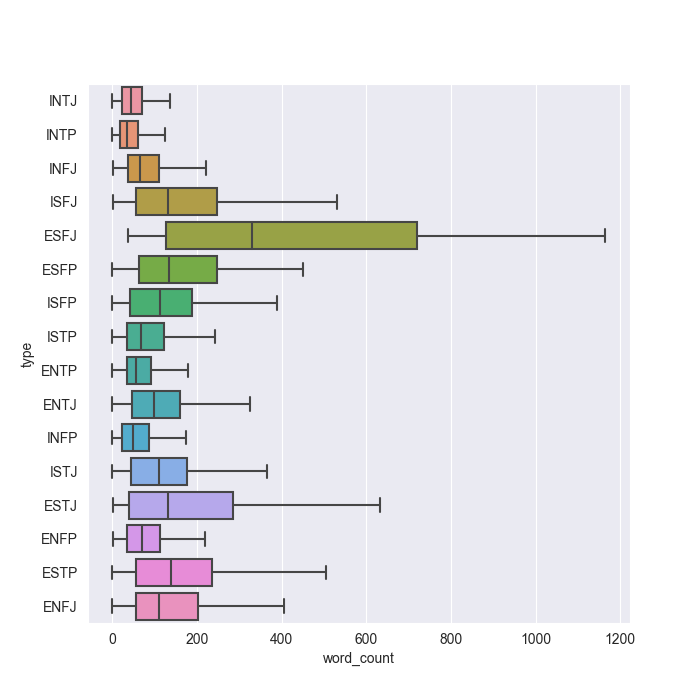 INTJ
INTP
INFJ
ISFJ
ESFJ
ESFP
ISFP
ISTP
ENTP
ENTJ
INFP
ISTJ
ESTJ
ENFP
ESTP
ENFJ
type
0 200 400 600 800 1000 1200
word_count